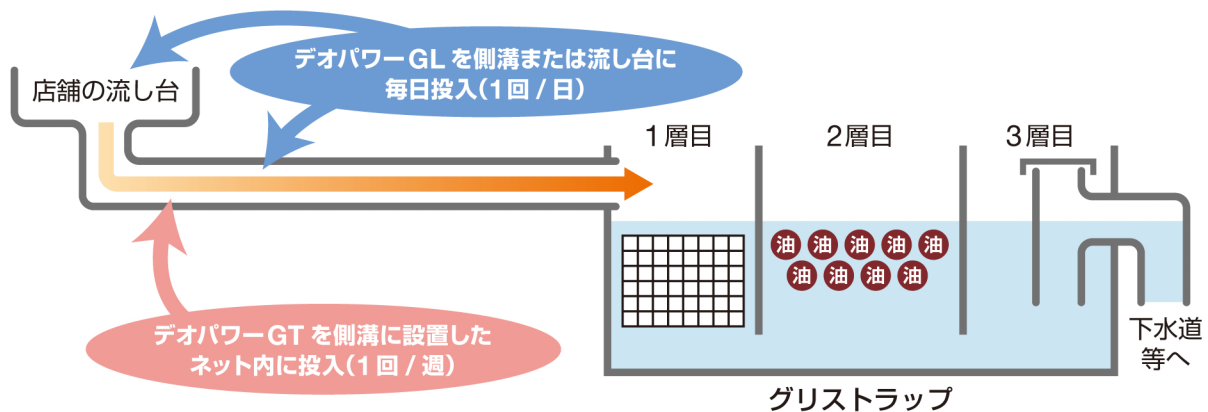 デオパワーGLを側溝または流し台に
毎日投入(1回/日)
店舗の流し台
1層目
2層目
3層目
油 油 油 油 油
油 油 油 油
デオパワーGTを側溝に設置した
ネット内に投入(1回/週)
下水道
等へ
グリストラップ